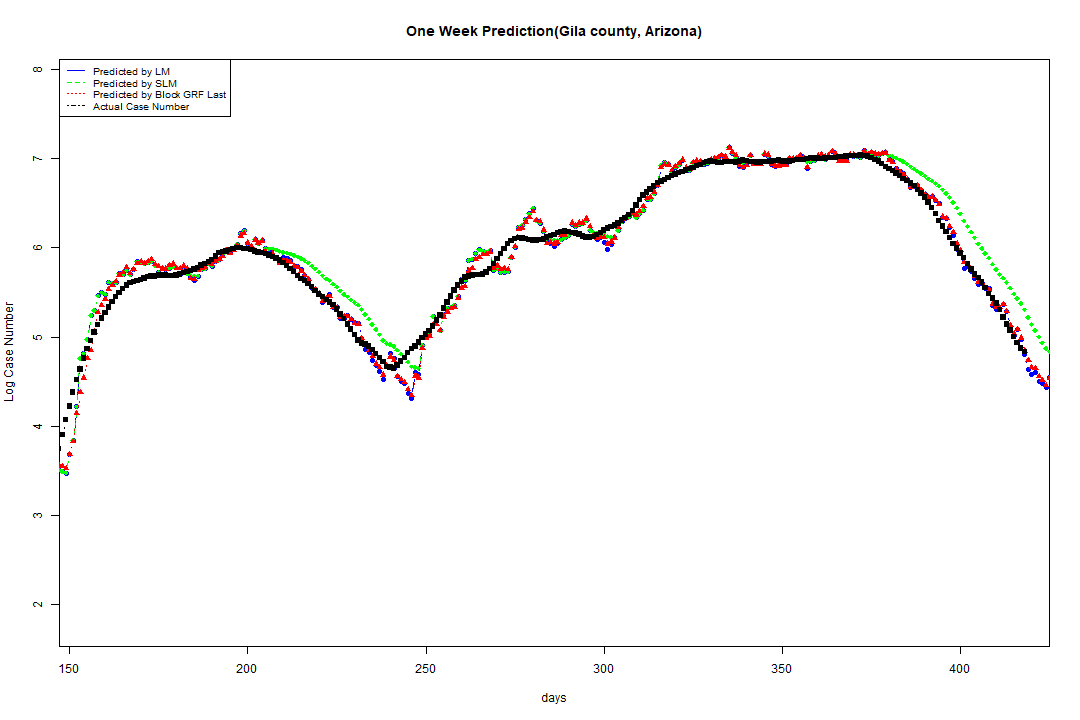 One Week Prediction(Gila county, Arizona)
Predicted by LM
Predicted by SLM
Predicted by Block GRF Last
Actual Case Number
8
7
6
5
4
3
2
Log Case Number
150 200 250 300 350 400
days